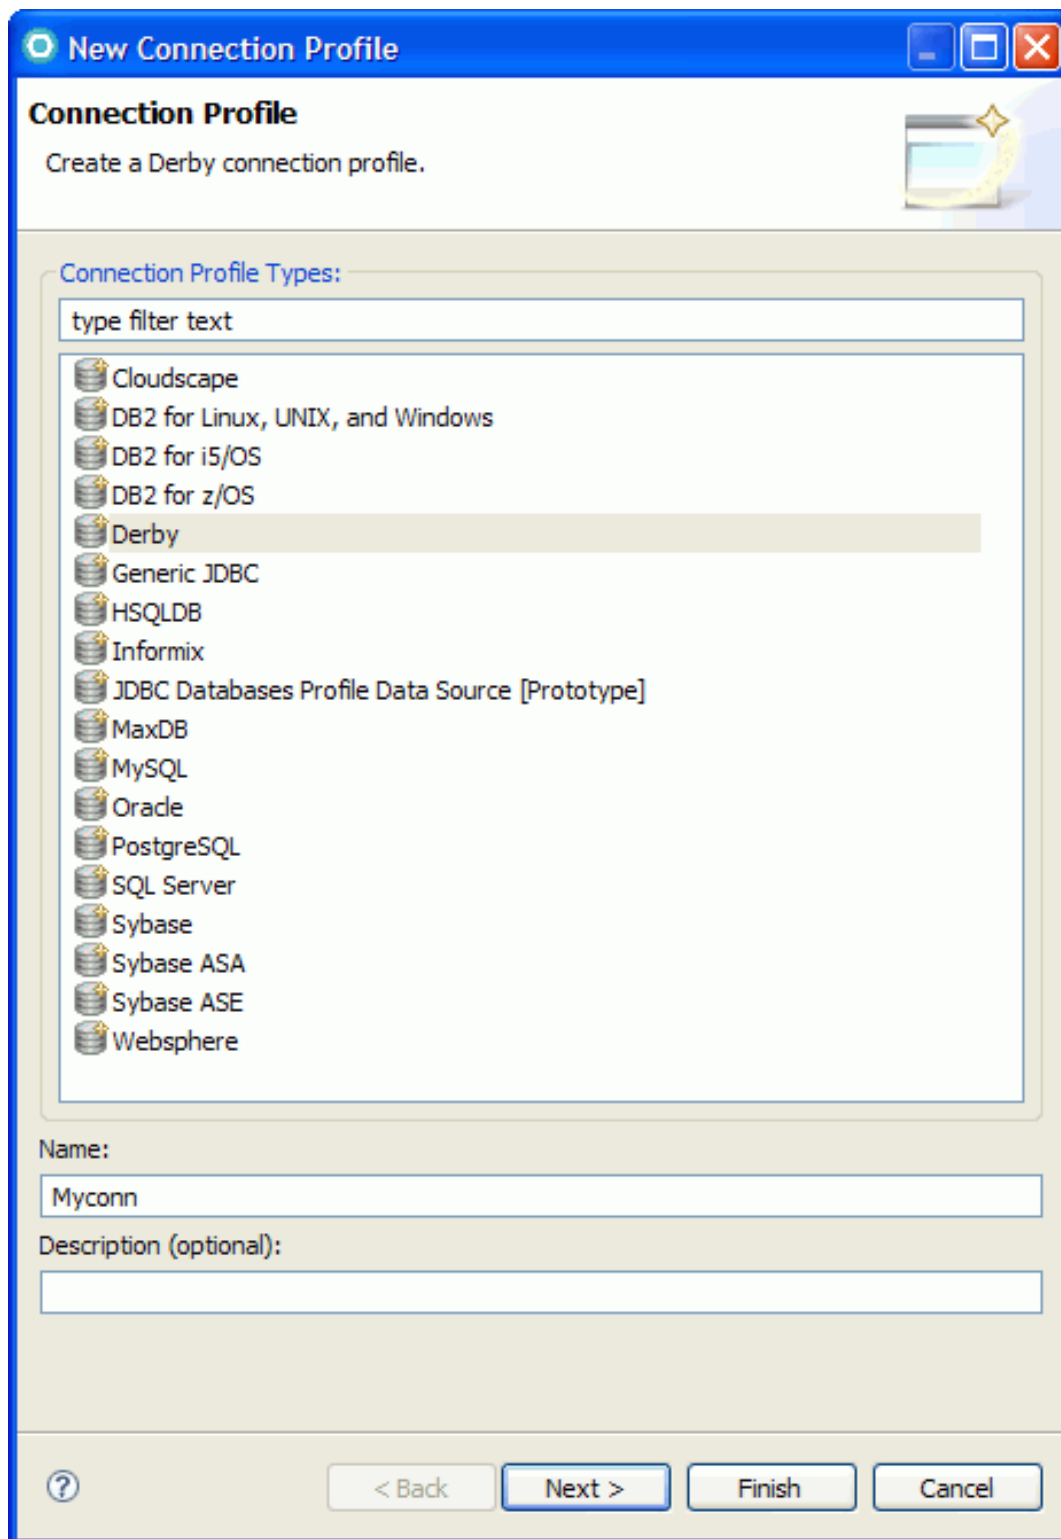 New Connection Profile
Connection Profile
Create a Derby connection profile.
Connection Profile Types:
type filter text
Cloudscape
DB2 for Linux, UNIX, and Windows
DB2 for i5/OS
DB2 for z/OS
Derby
Generic JDBC
HSQLDB
Informix
JDBC Databases Profile Data Source [Prototype]
MaxDB
MySQL
Oracle
PostgreSQL
SQL Server
Sybase
Sybase ASA
Sybase ASE
Websphere
Name:
Myconn
Description (optional):
? < Back Next > Finish Cancel